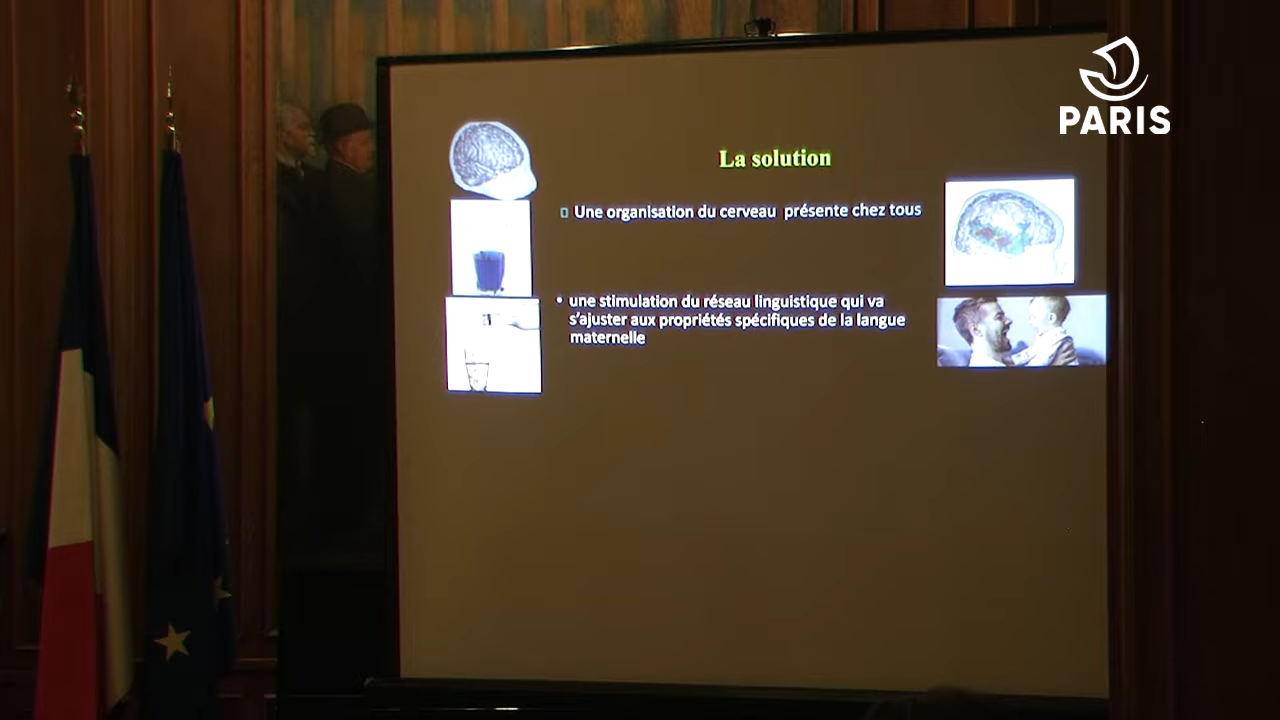 PARIS
La solution
Une organisation du cerveau présente chez tous
• une stimulation du réseau linguistique qui va
s'ajuster aux propriétés spécifiques de la langue
maternelle